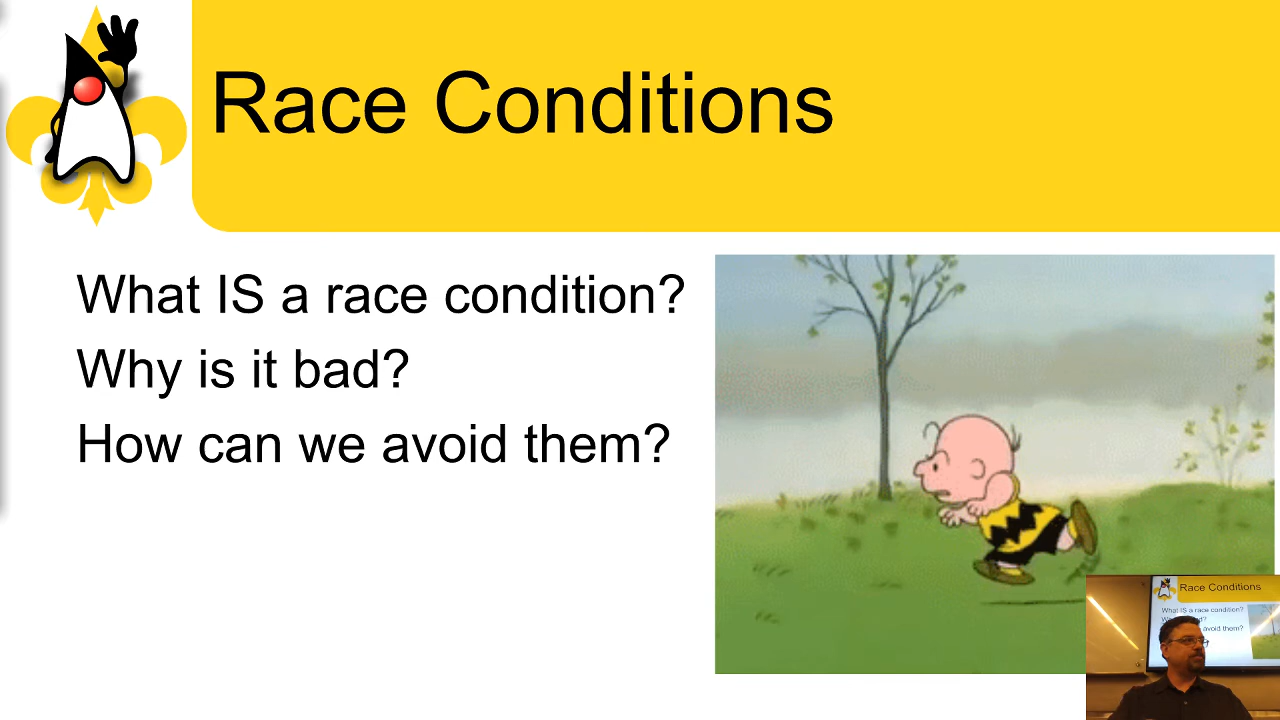 Race Conditions
What IS a race condition?
Why is it bad?
How can we avoid them?
Race Conditions
What IS a race condition?
avoid them?